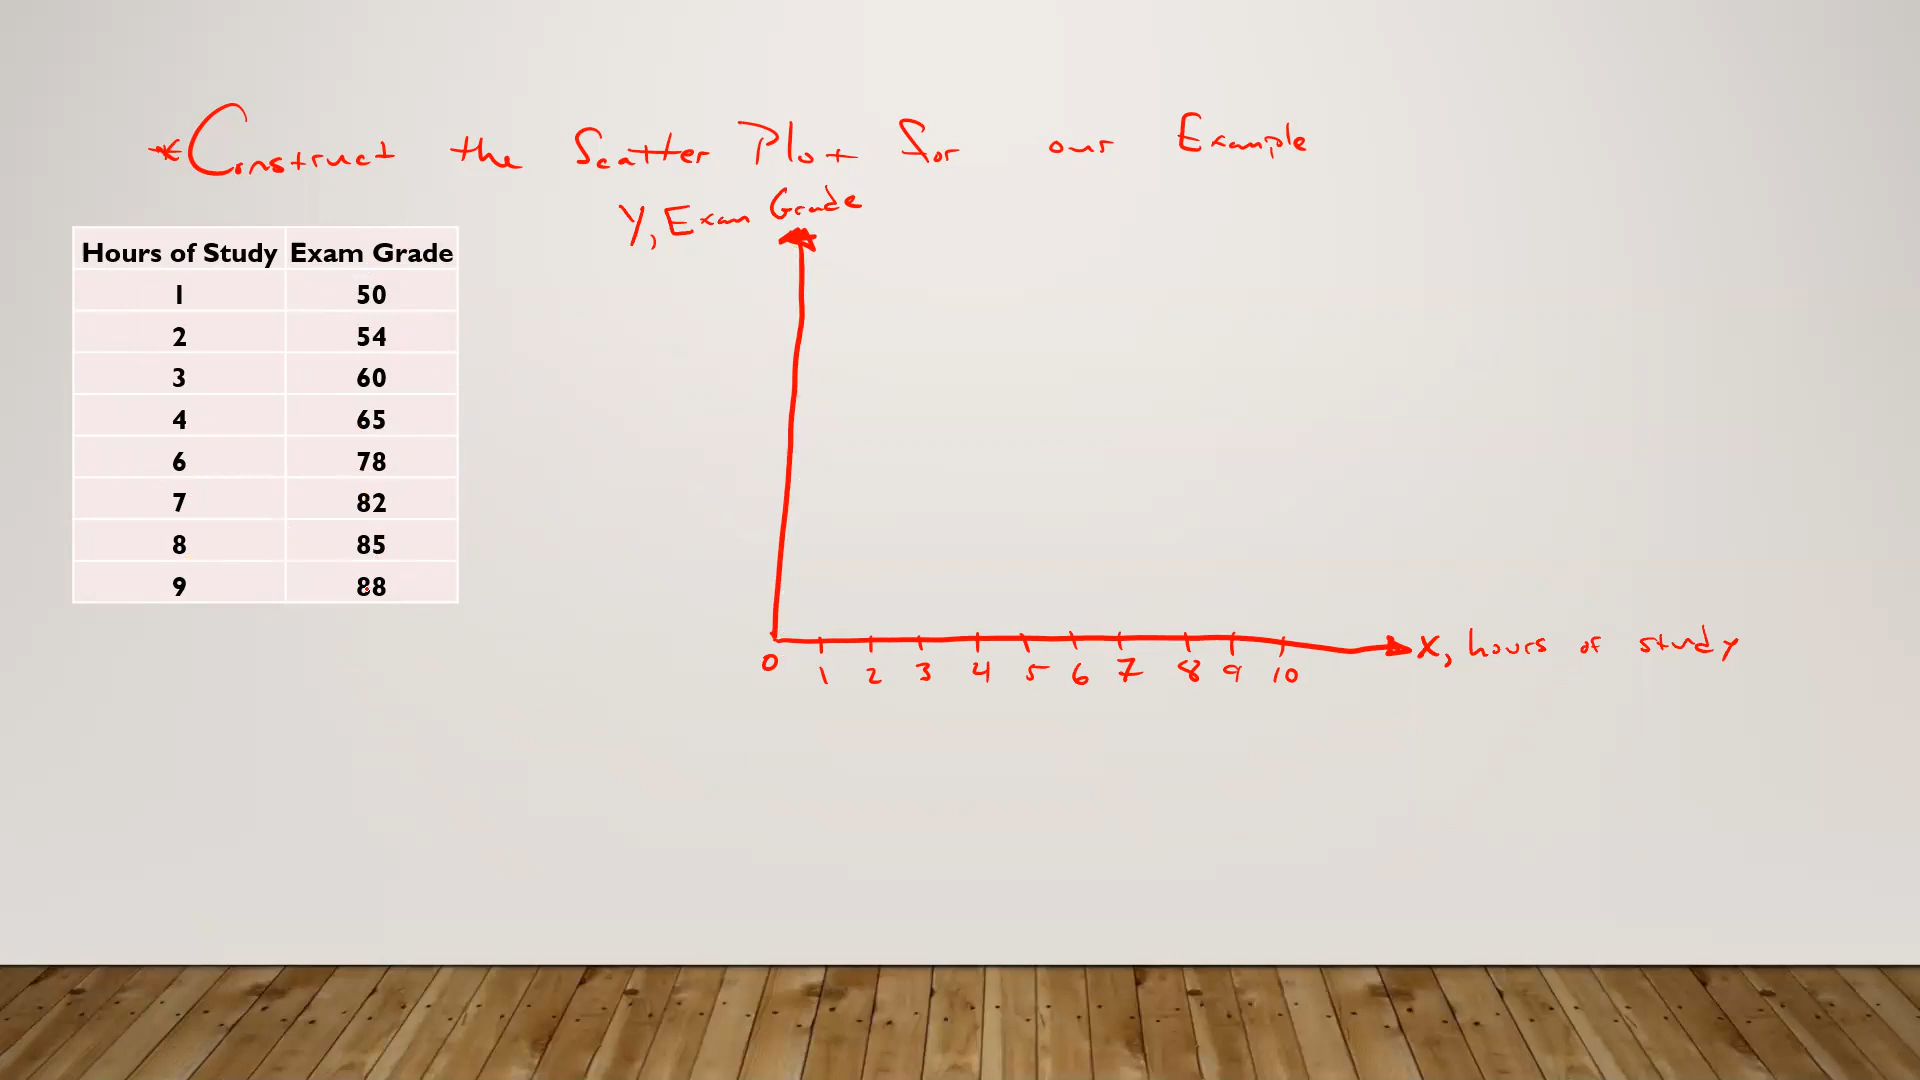 *Construct the Scatter Plot for our Example
Y, Exam Grade
Hours of Study Exam Grade
1 50
2 54
3 60
4 65
6 78
7 82
8 85
9 88
X, hours of study
0 1 2 3 4 5 6 7 8 9 10